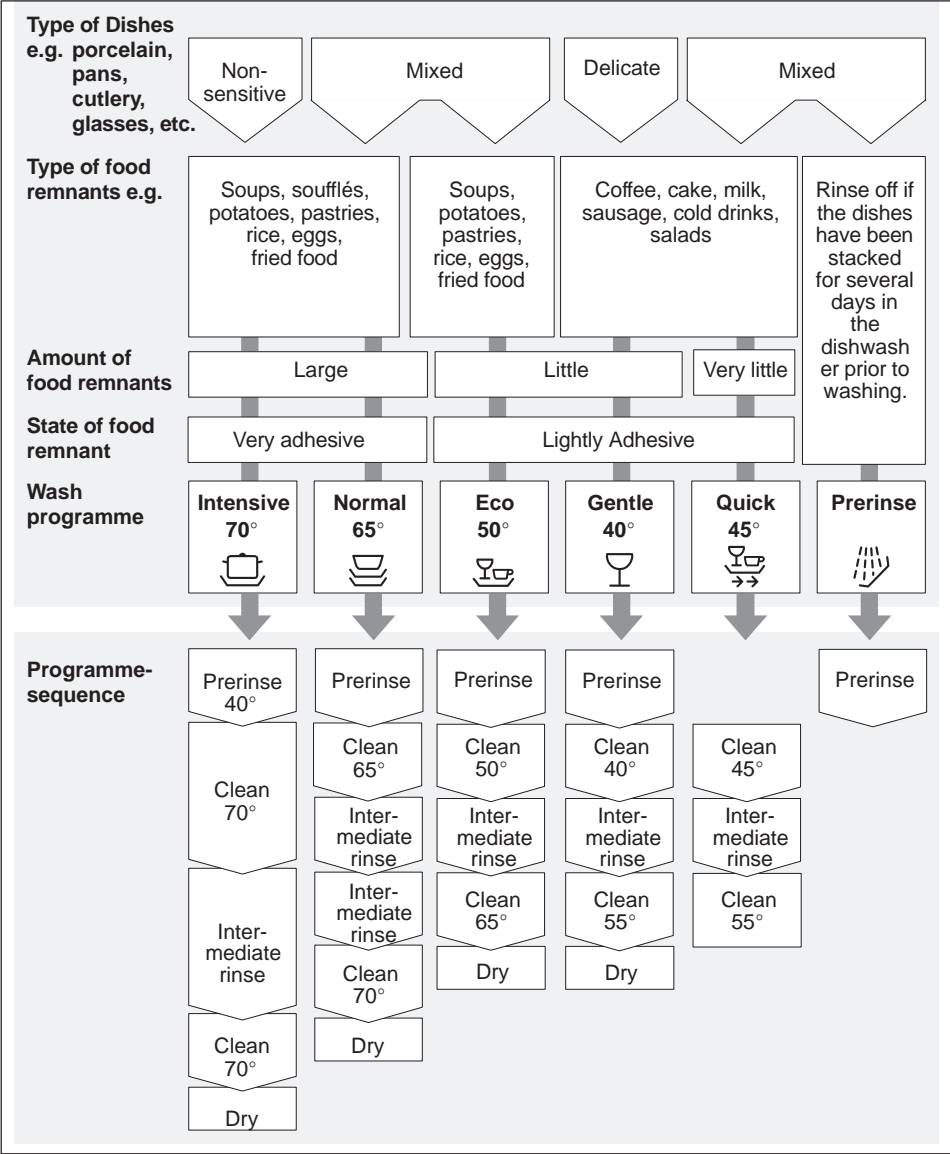 Type of Dishes
e.g. porcelain,
pans,
cutlery,
glasses, etc.
Non-
sensitive
Mixed
Delicate
Mixed
Type of food
remnants e.g.
Soups, soufflés,
potatoes, pastries,
rice, eggs,
fried food
Soups,
potatoes,
pastries,
rice, eggs,
fried food
Coffee, cake, milk,
sausage, cold drinks,
salads
Rinse off if
the dishes
have been
stacked
for several
days in
the
dishwash
er prior to
washing.
Amount of
food remnants
Large
Little
Very little
State of food
remnant
Very adhesive
Lightly Adhesive
Wash
programme
Intensive
70°
Normal
65°
Eco
50°
Gentle
40°
Quick
45°
Prerinse
Programme-
sequence
Prerinse
40°
Clean
70°
Inter-
mediate
rinse
Clean
70°
Dry
Prerinse
Clean
65°
Inter-
mediate
rinse
Inter-
mediate
rinse
Clean
70°
Dry
Prerinse
Clean
50°
Inter-
mediate
rinse
Clean
65°
Dry
Prerinse
Clean
40°
Inter-
mediate
rinse
Clean
55°
Dry
Clean
45°
Inter-
mediate
rinse
Clean
55°
Prerinse